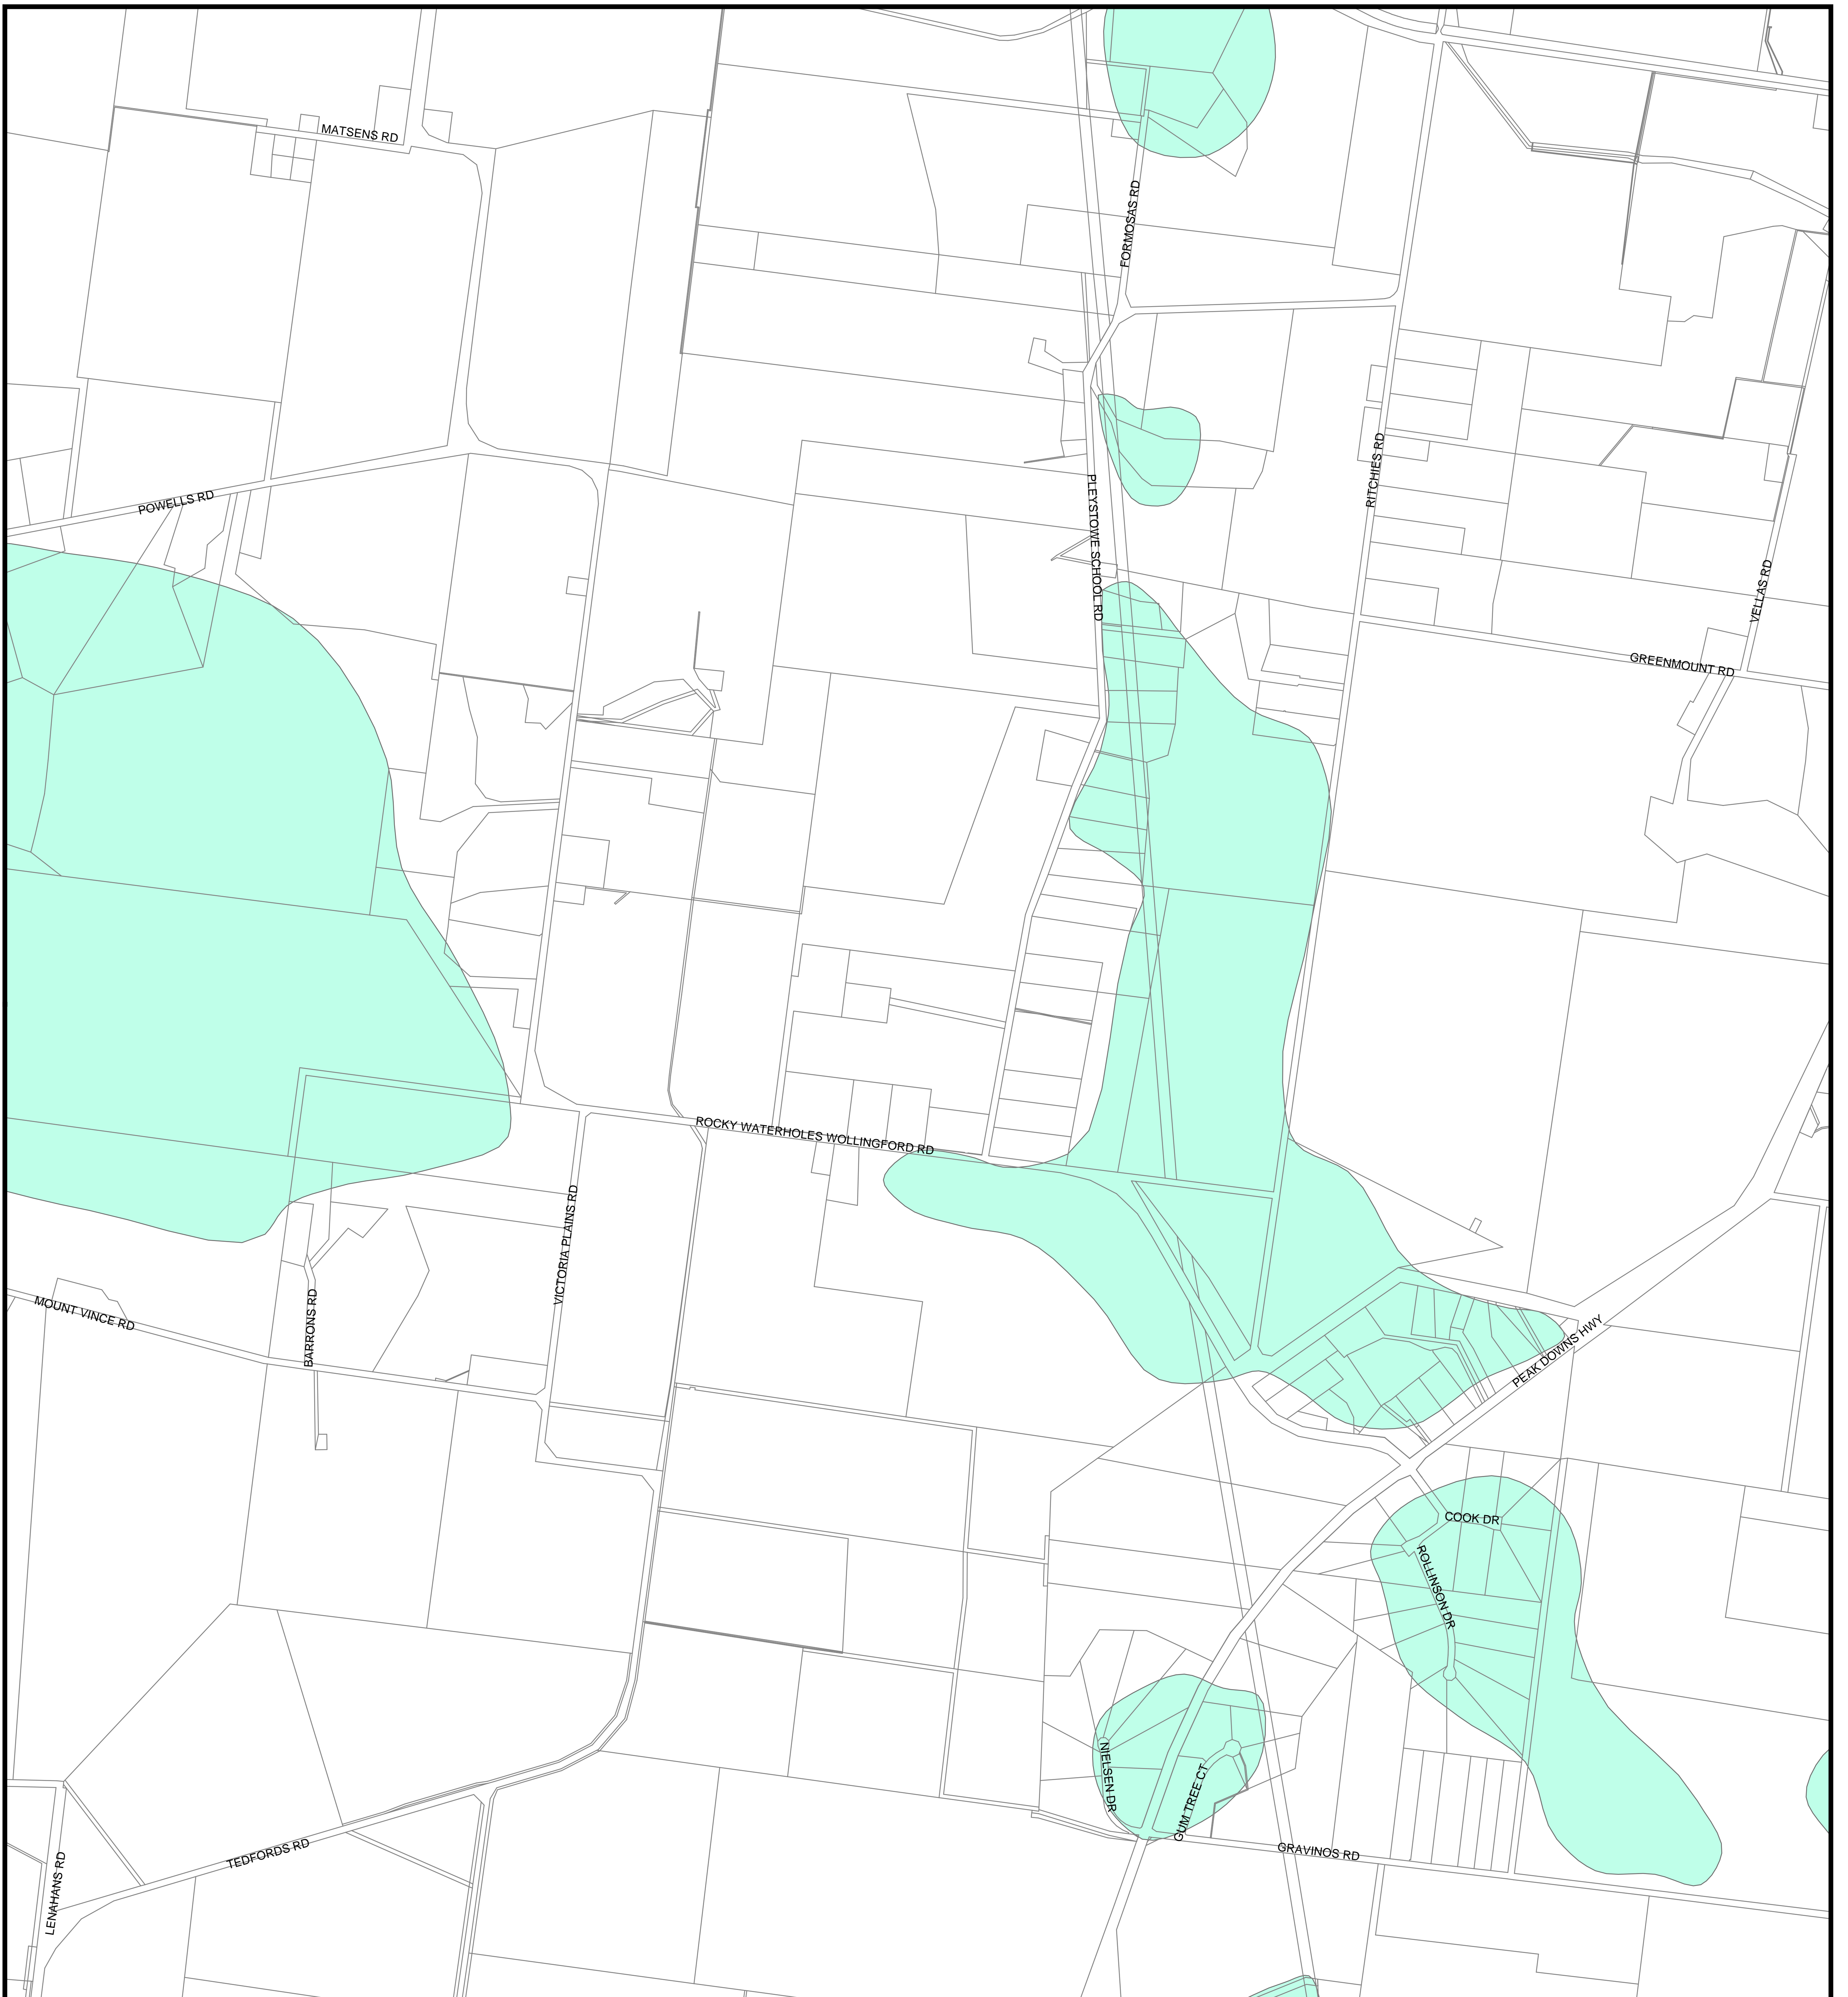 MATSENS RD
FORMOSAS RD
POWELLS RD
PLEYSTOWE SCHOOL RD
RITCHIES RD
VELLAS RD
GREENMOUNT RD
ROCKY WATERHOLES WOLLINGFORD RD
VICTORIA PLAINS RD
MOUNT VINCE RD
BARRONS RD
PEAK DOWNS HWY
COOK DR
ROLLINSON DR
NIELSEN DR
GUM TREE CT
GRAVINOS RD
TEDFORDS RD
LENAHANS RD